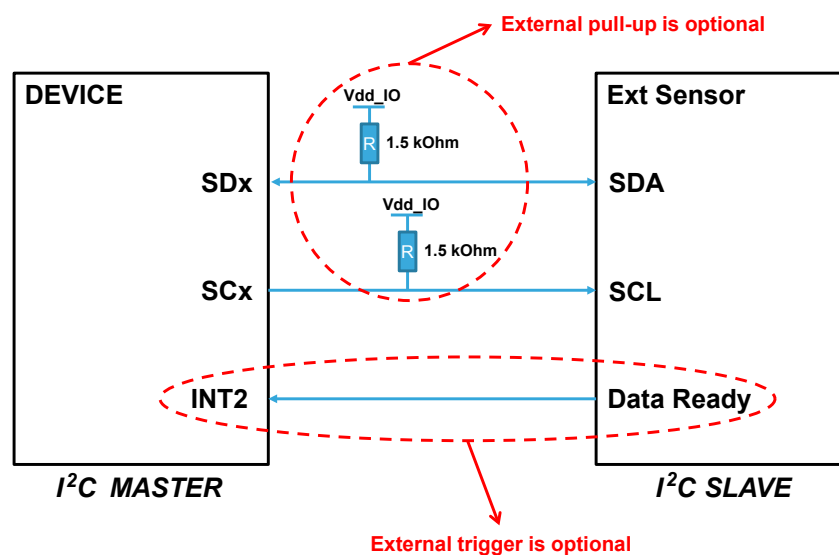 External pull-up is optional
DEVICE
Ext Sensor
Vdd_IO
R
1.5 kOhm
SDx
SDA
Vdd_IO
R
1.5 kOhm
SCx
SCL
INT2
Data Ready
I²C MASTER
I²C SLAVE
External trigger is optional